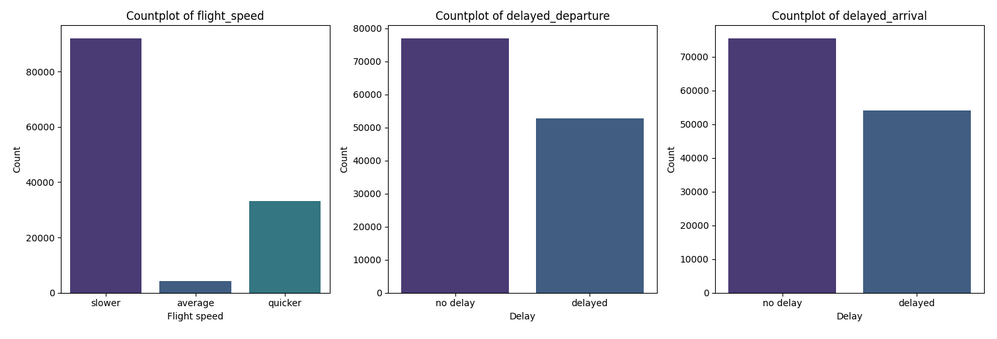 Countplot of flight_speed
Count
80000
60000
40000
20000
0
slower
average
quicker
Flight speed
Countplot of delayed_departure
Count
80000
70000
60000
50000
40000
30000
20000
10000
0
no delay
delayed
Delay
Countplot of delayed_arrival
Count
70000
60000
50000
40000
30000
20000
10000
0
no delay
delayed
Delay